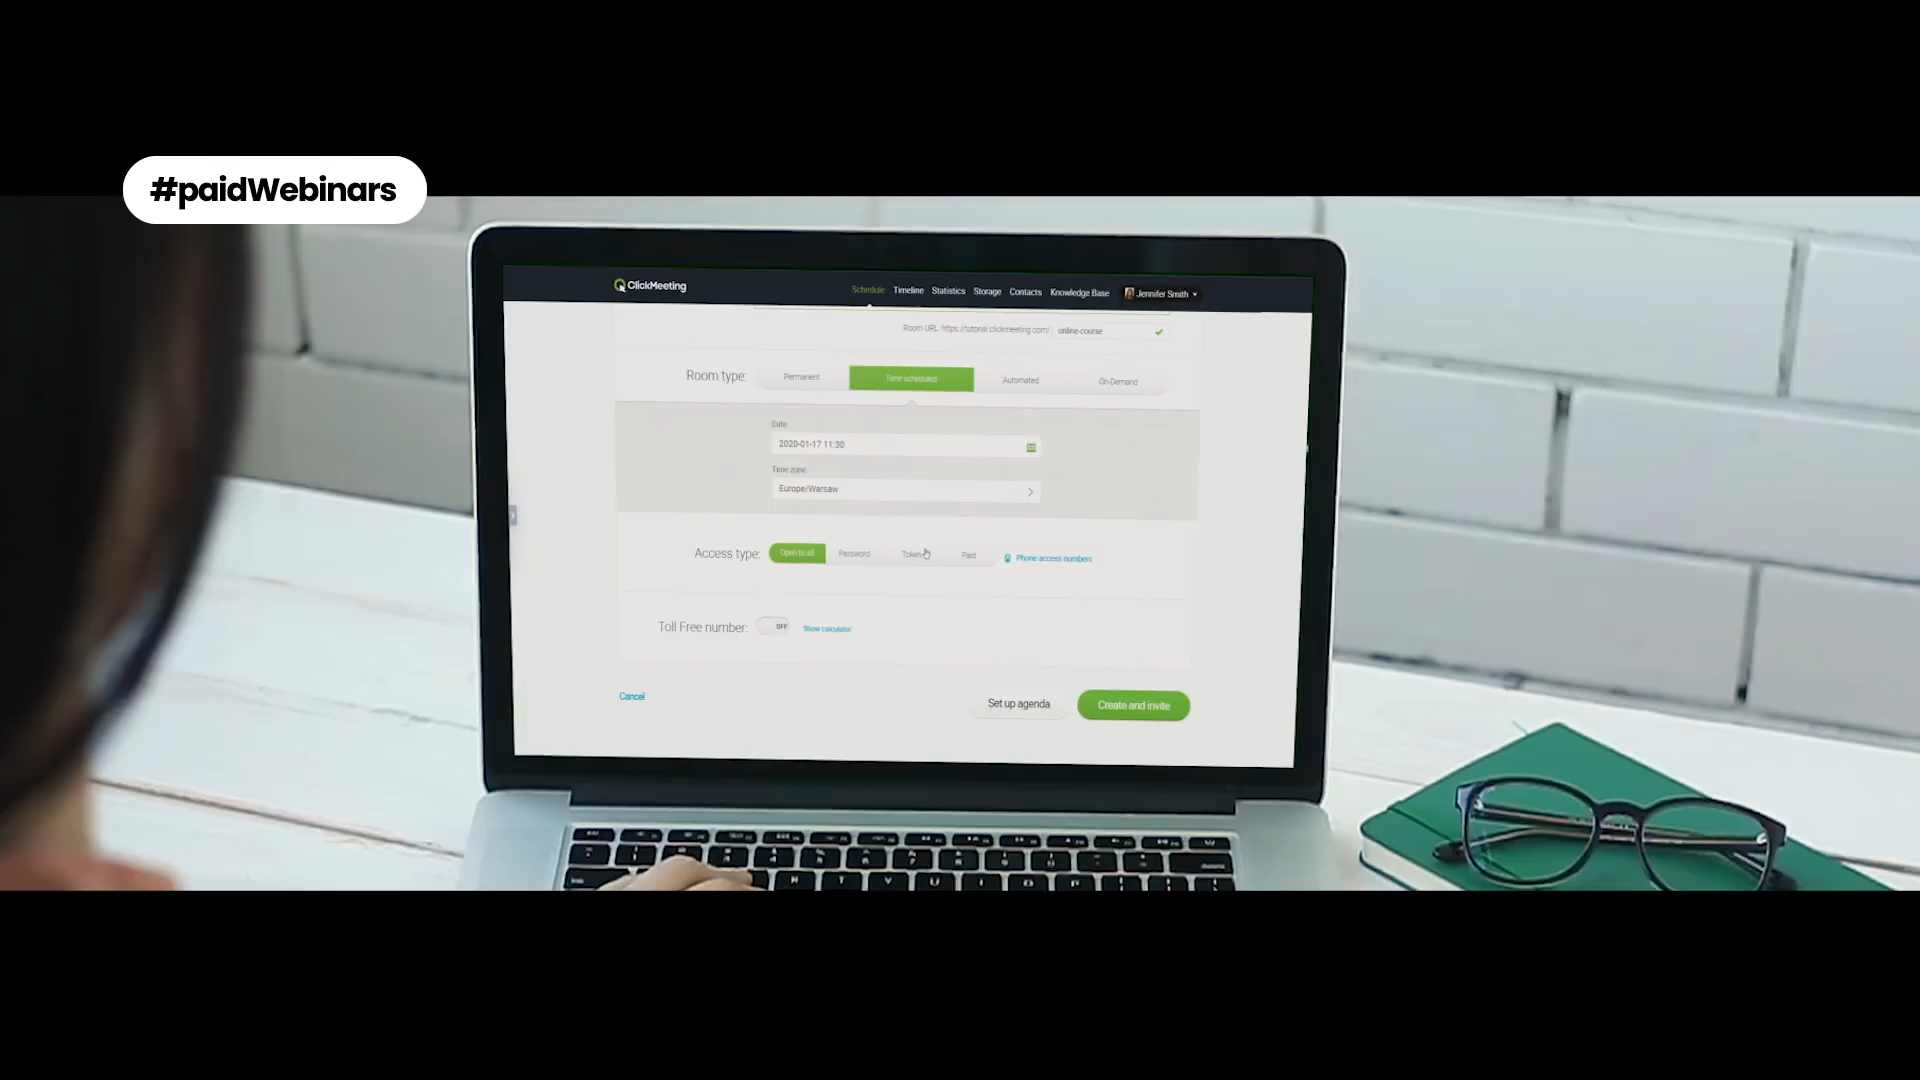 #paidWebinars
ClickMeeting
Schedule Timeline Statistics Storage Contacts Knowledge Base Jennifer Smith
Room URL: https://tutorial.clickmeeting.com/ online-course
Room type: Permanent Time scheduled Automated On-Demand
Date
2020-01-17 11:30
Time zone:
Europe/Warsaw
Access type: Open to all Password Token Paid Phone access numbers
Toll Free number: OFF Show calculator
Cancel Set up agenda Create and invite